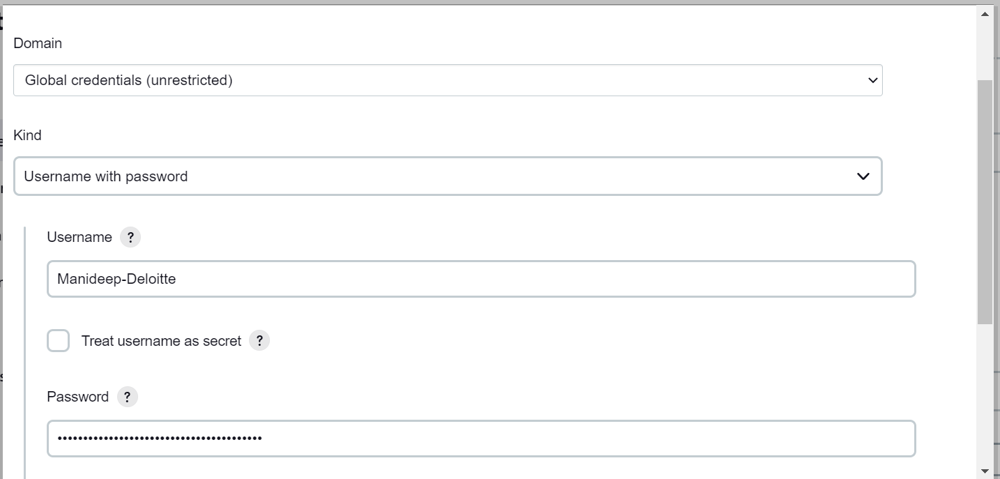 Domain
Global credentials (unrestricted)
Kind
Username with password
Username ?
Manideep-Deloitte
Treat username as secret ?
Password ?
••••••••••••••••••••••••••••••••••••••••